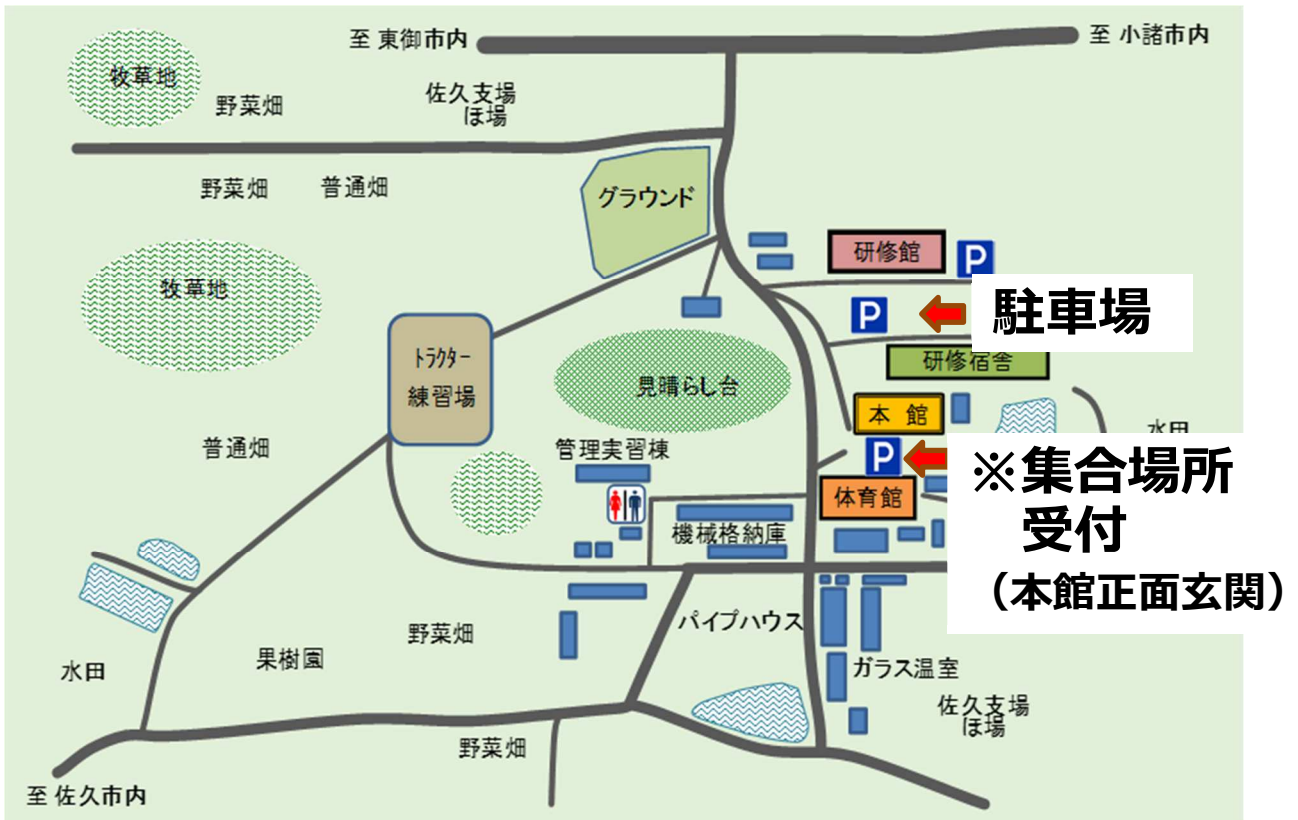 至 東御市内
至 小諸市内
牧草地
野菜畑
佐久支場
ほ場
野菜畑
普通畑
グラウンド
研修館
P
牧草地
P
駐車場
トラクター
練習場
見晴らし台
研修宿舎
本 館
水田
普通畑
管理実習棟
P
※集合場所
受付
(本館正面玄関)
体育館
機械格納庫
パイプハウス
野菜畑
果樹園
水田
ガラス温室
佐久支場
ほ場
野菜畑
至 佐久市内